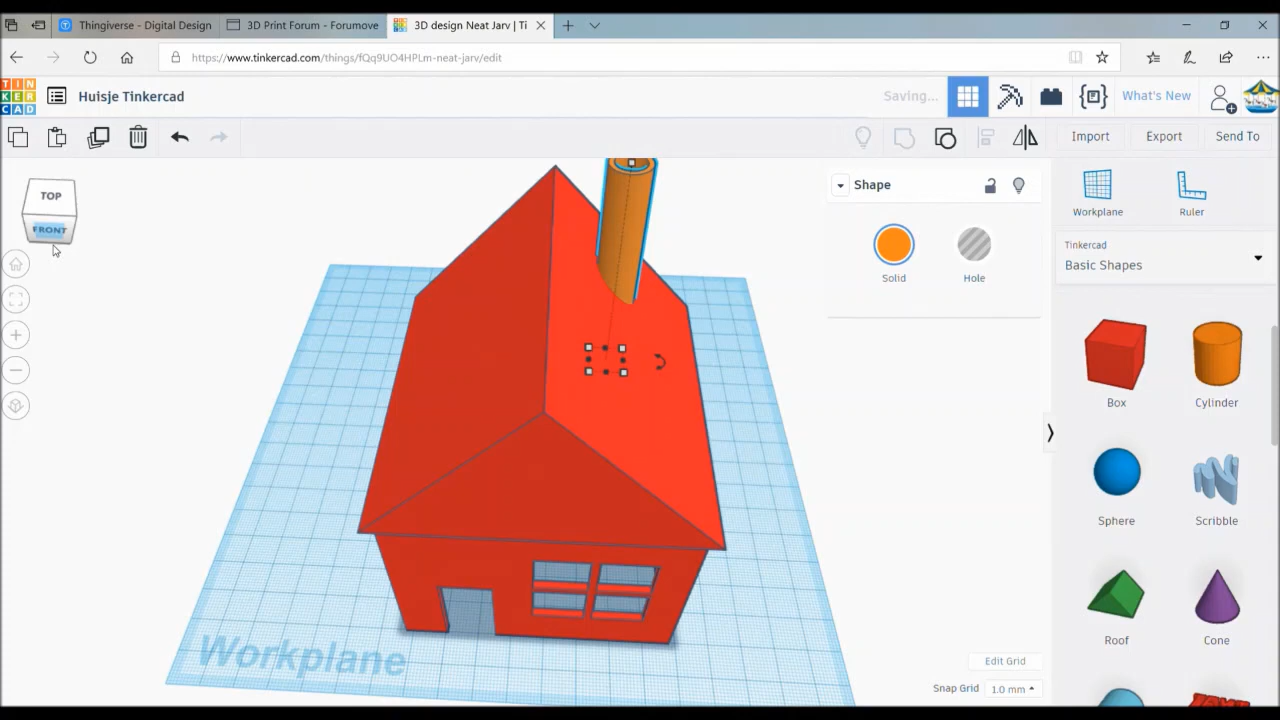 Thingiverse - Digital Design
3D Print Forum - Forumove
3D design Neat Jarv | Ti
https://www.tinkercad.com/things/fQq9UO4HPLm-neat-jarv/edit
TIN
KER
CAD
Huisje Tinkercad
Saving...
What's New
Import
Export
Send To
TOP
FRONT
Shape
Solid
Hole
Workplane
Ruler
Tinkercad
Basic Shapes
Box
Cylinder
Sphere
Scribble
Roof
Cone
Workplane
Edit Grid
Snap Grid
1.0 mm